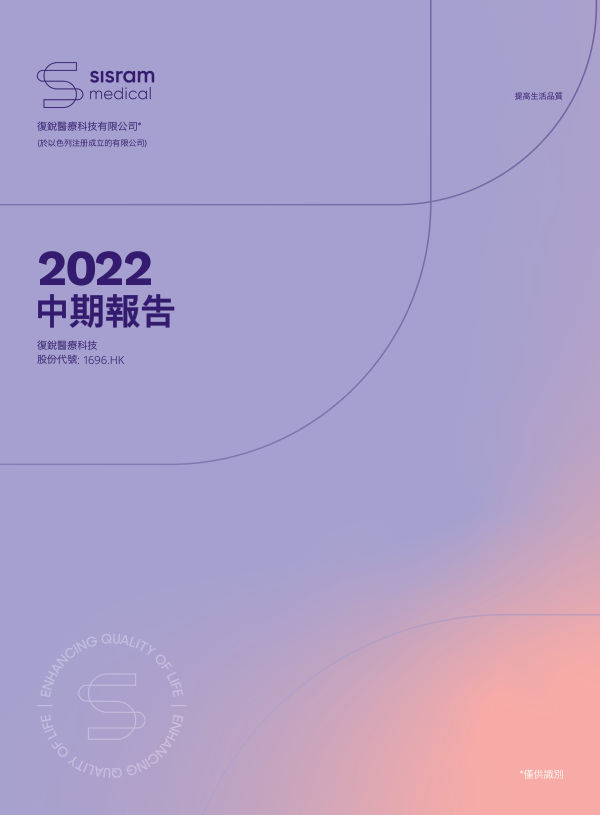 sısram
medical
復銳醫療科技有限公司*
(於以色列注册成立的有限公司)
提高生活品質
2022
中期報告
復銳醫療科技
股份代號: 1696.HK
ENHANCING QUALITY OF LIFE | ENHANCING QUALITY OF LIFE |
*僅供識別